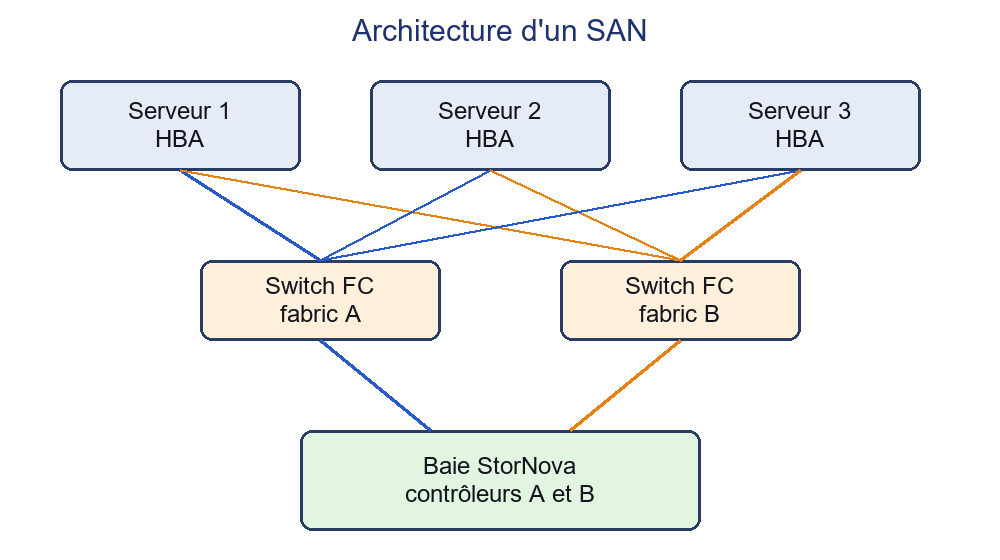 Architecture d'un SAN
Serveur 1
HBA
Serveur 2
HBA
Serveur 3
HBA
Switch FC
fabric A
Switch FC
fabric B
Baie StorNova
contrôleurs A et B